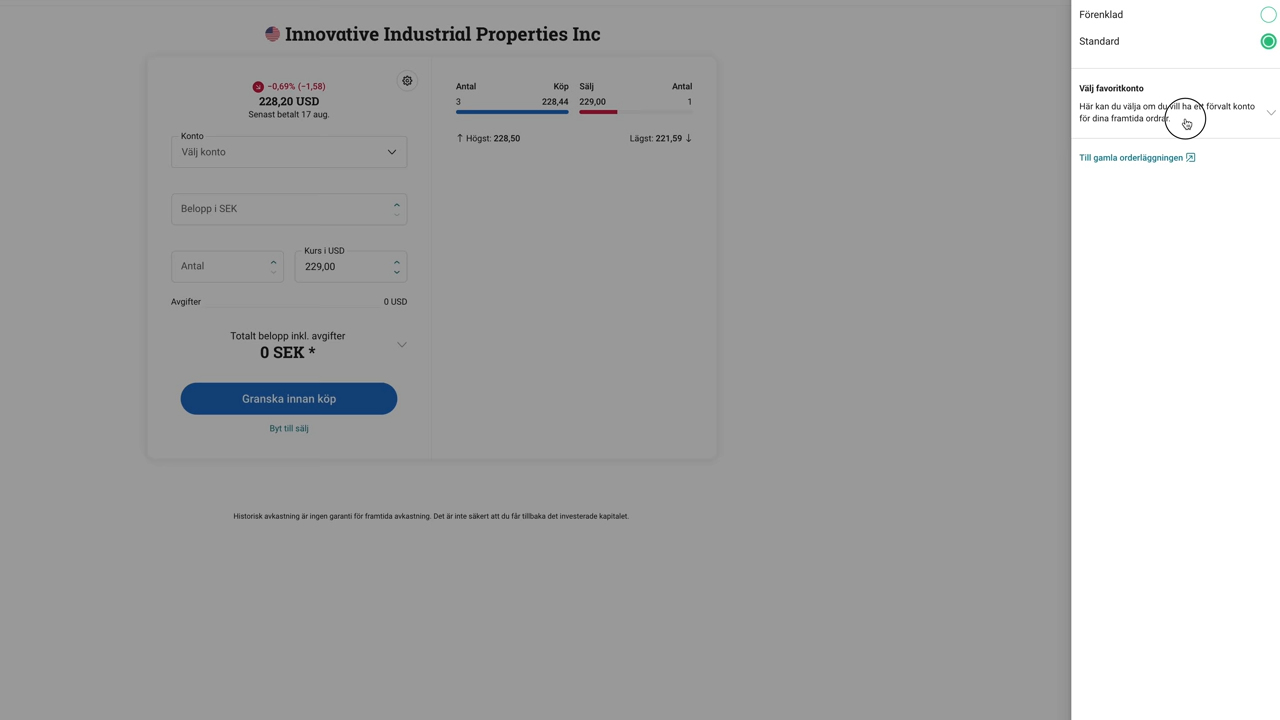 Innovative Industrial Properties Inc
−0,69% (−1,58)
228,20 USD
Senast betalt 17 aug.
Konto
Välj konto
Belopp i SEK
Antal
Kurs i USD
229,00
Avgifter 0 USD
Totalt belopp inkl. avgifter
0 SEK *
Granska innan köp
Byt till sälj
Antal Köp Sälj Antal
3 228,44 229,00 1
Högst: 228,50 Lägst: 221,59
Historisk avkastning är ingen garanti för framtida avkastning. Det är inte säkert att du får tillbaka det investerade kapitalet.
Förenklad
Standard
Välj favoritkonto
Här kan du välja om du vill ha ett förvalt konto
för dina framtida ordrar.
Till gamla orderläggningen